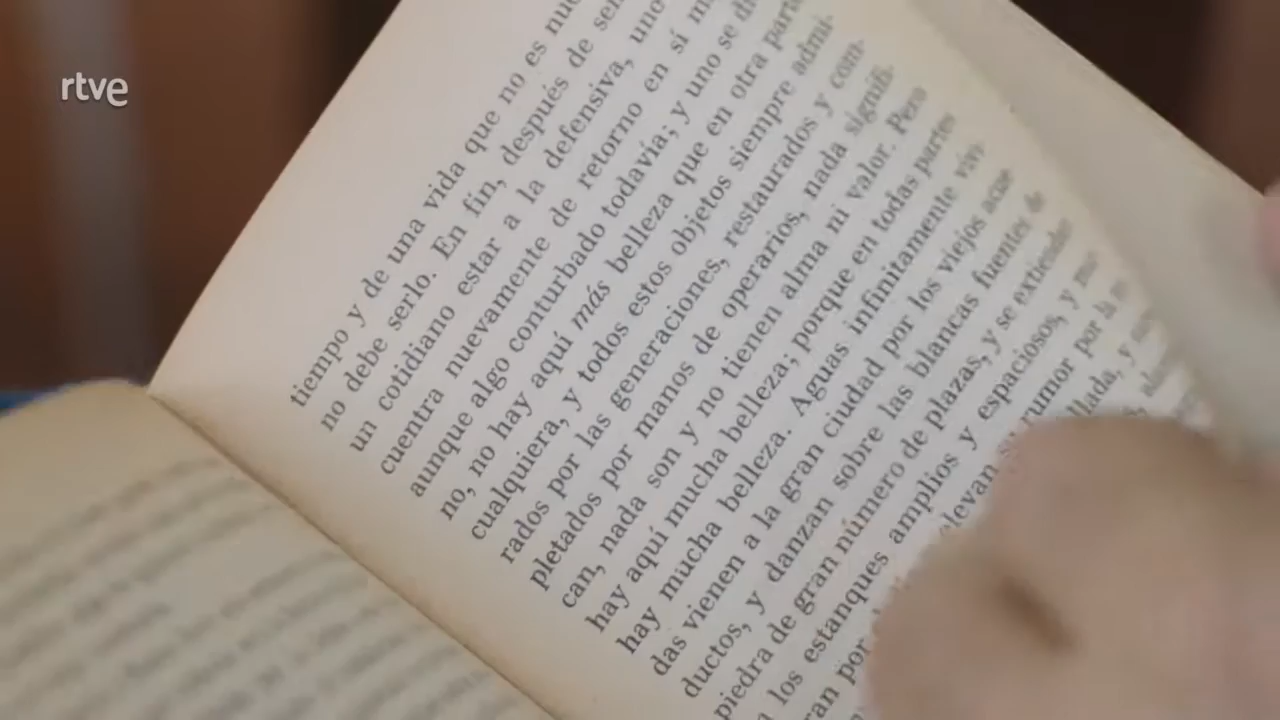 rtve
tiempo y de una vida que no es
no debe serlo. En fin, después de
un cotidiano estar a la defensiva, uno
cuentra nuevamente de retorno en sí
aunque algo conturbado todavía; y uno se
no, no hay aquí más belleza que en otra
cualquiera, y todos estos objetos siempre admi-
rados por las generaciones, restaurados y com-
pletados por manos de operarios, nada signifi-
can, nada son y no tienen alma ni valor. Pero
hay aquí mucha belleza; porque en todas partes
hay mucha belleza. Aguas infinitamente vivi-
das vienen a la gran ciudad por los viejos acue
ductos, y danzan sobre las blancas fuentes de
piedra de gran número de plazas, y se extienden
los estanques amplios y espaciosos, y
rumor por la